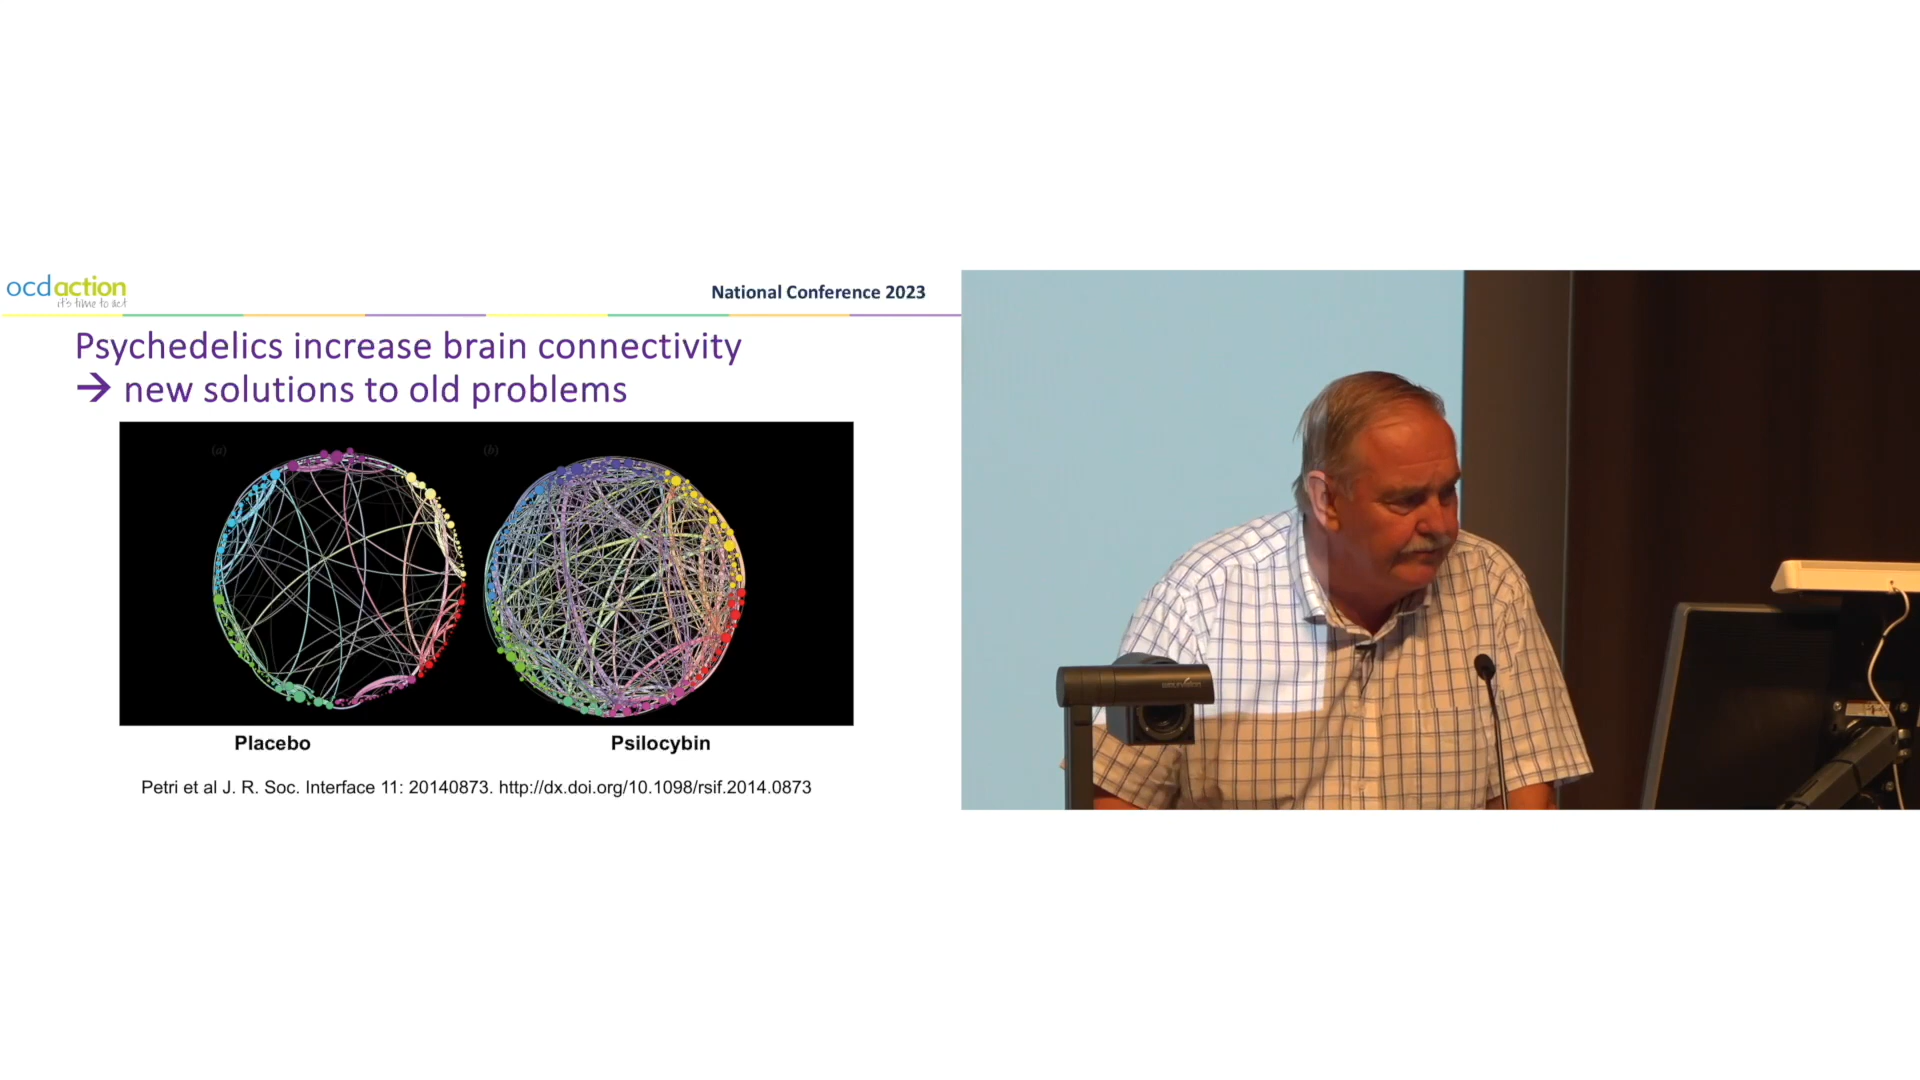 ocdaction
it's time to act
National Conference 2023
Psychedelics increase brain connectivity
→ new solutions to old problems
(a)
(b)
Placebo
Psilocybin
Petri et al J. R. Soc. Interface 11: 20140873. http://dx.doi.org/10.1098/rsif.2014.0873